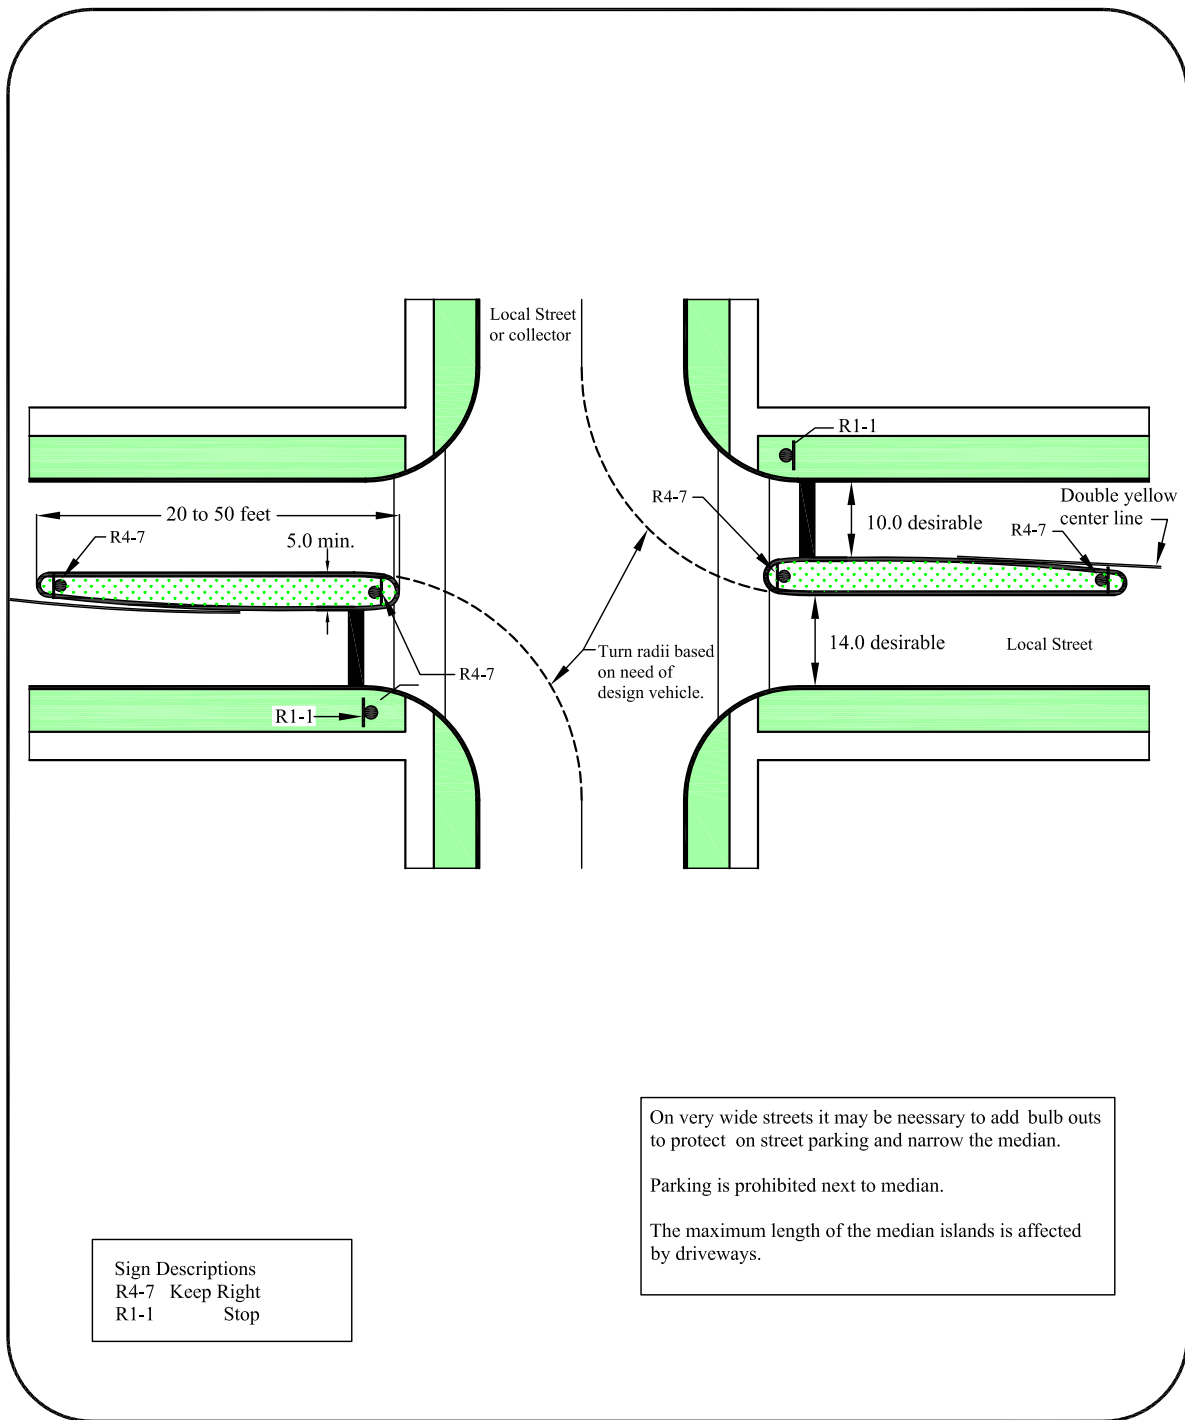 Local Street
or collector
R1-1
R4-7
Double yellow
center line
20 to 50 feet
10.0 desirable
R4-7
R4-7
5.0 min.
14.0 desirable
Local Street
Turn radii based
on need of
design vehicle.
R4-7
R1-1
On very wide streets it may be neessary to add bulb outs
to protect on street parking and narrow the median.
Parking is prohibited next to median.
The maximum length of the median islands is affected
by driveways.
Sign Descriptions
R4-7 Keep Right
R1-1 Stop